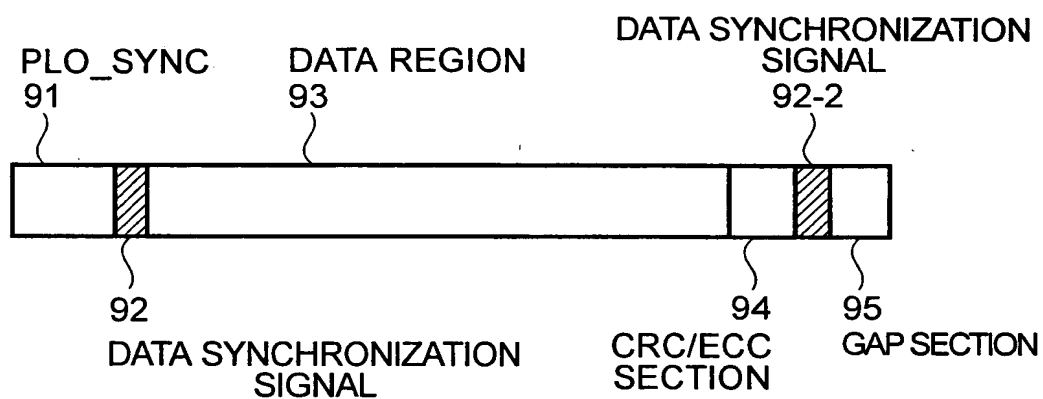 PLO_SYNC
91
DATA REGION
93
DATA SYNCHRONIZATION
SIGNAL
92-2
92
DATA SYNCHRONIZATION
SIGNAL
94
CRC/ECC
SECTION
95
GAP SECTION